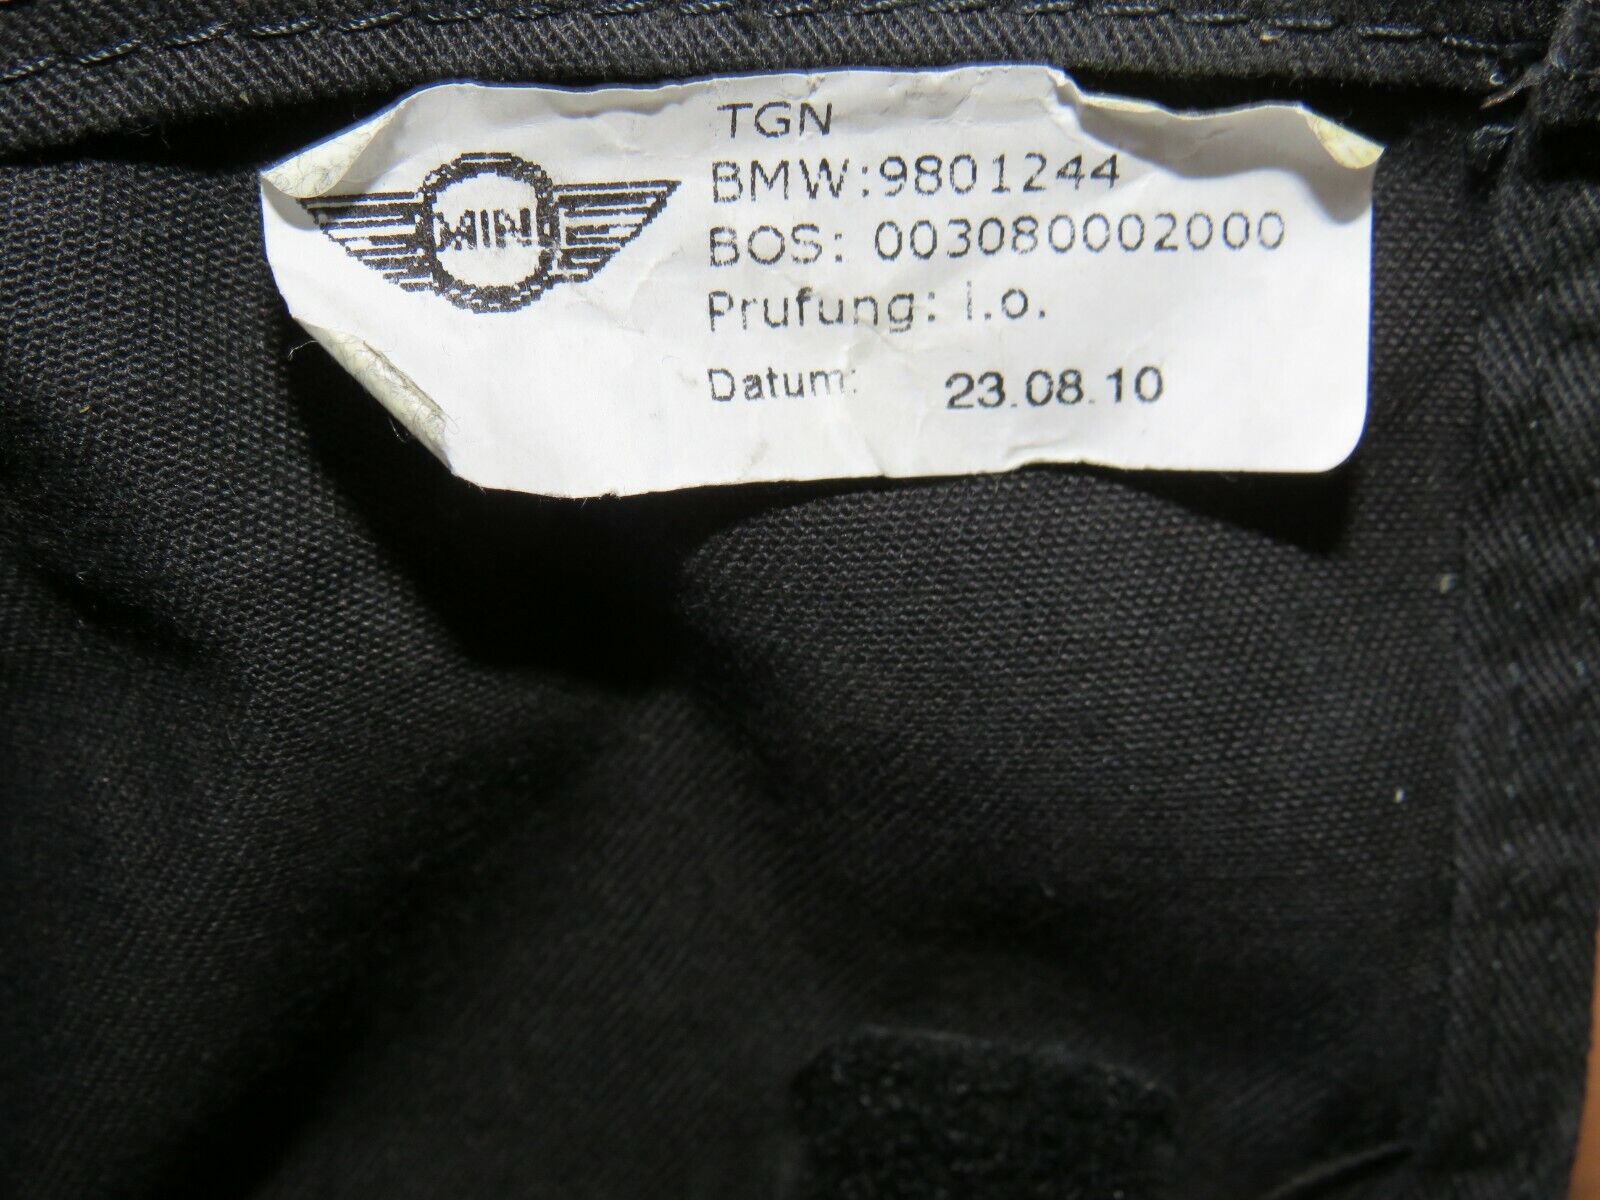 MINI
TGN
BMW:9801244
BOS: 003080002000
Prufung: i.o.
Datum: 23.08.10